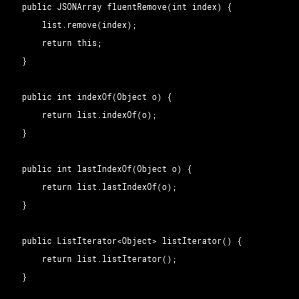 public JSONArray fluentRemove(int index) {
list.remove(index);
return this;
}
public int indexOf(Object o) {
return list.indexOf(o);
}
public int lastIndexOf(Object o) {
return list.lastIndexOf(o);
}
public ListIterator<Object> listIterator() {
return list.listIterator();
}